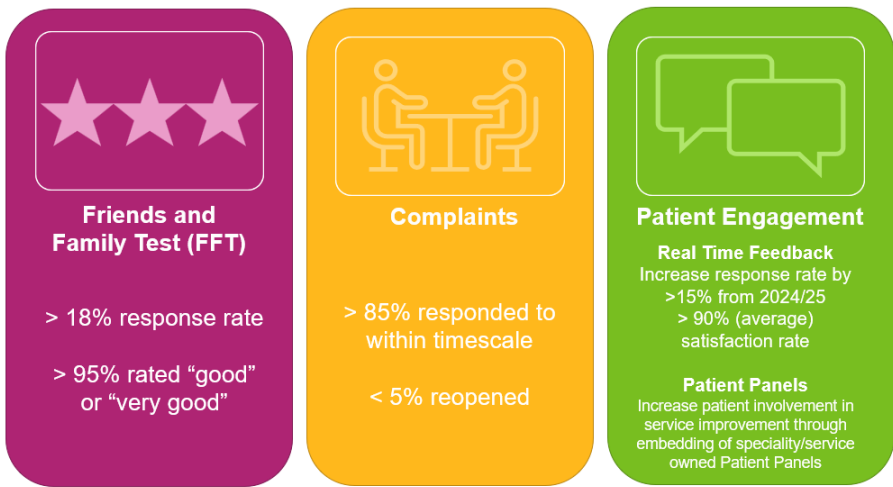 Friends and
Family Test (FFT)
> 18% response rate
> 95% rated “good”
or “very good”
Complaints
> 85% responded to
within timescale
< 5% reopened
Patient Engagement
Real Time Feedback
Increase response rate by
>15% from 2024/25
> 90% (average)
satisfaction rate
Patient Panels
Increase patient involvement in
service improvement through
embedding of speciality/service
owned Patient Panels